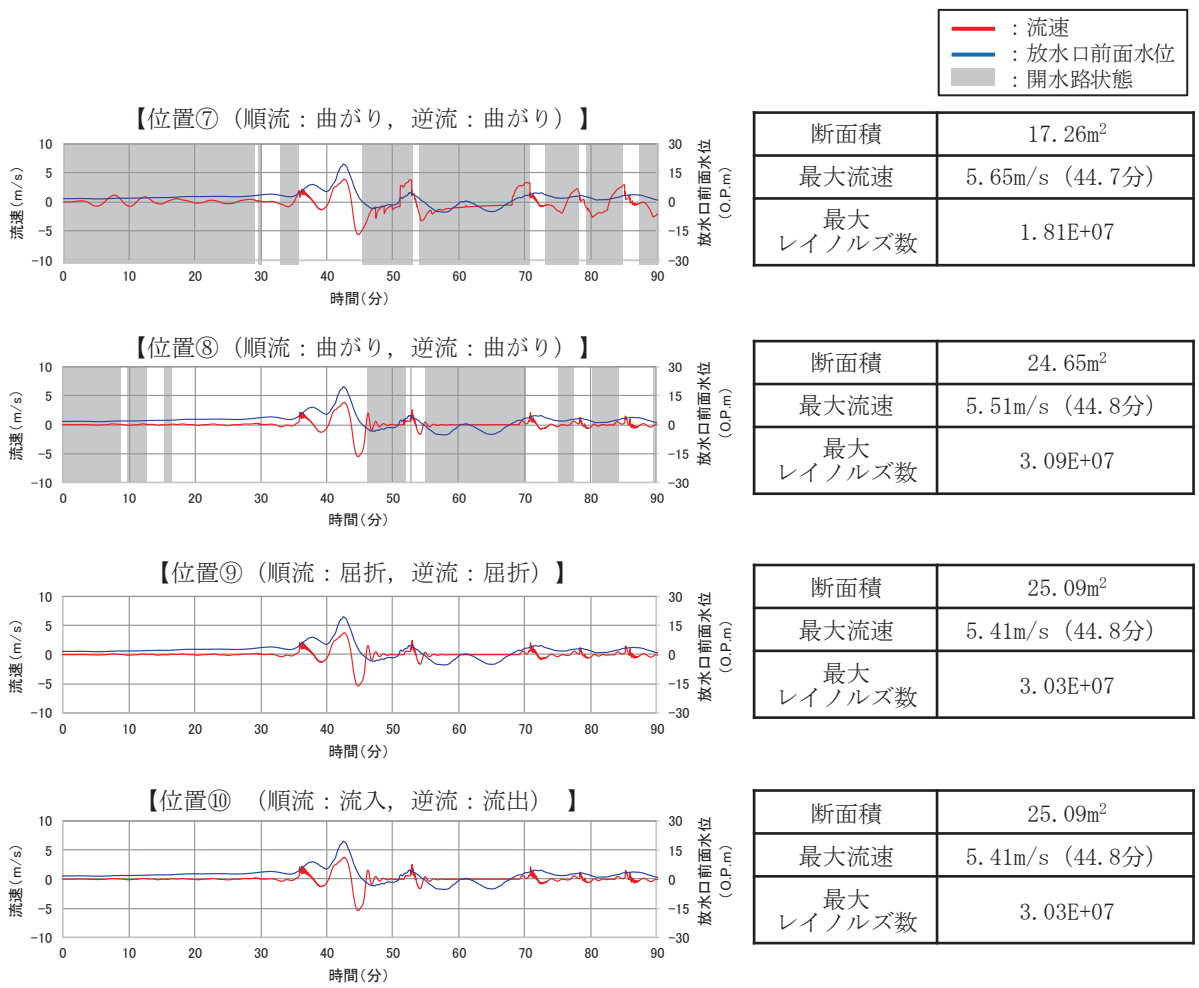 ：流速
：放水口前面水位
：開水路状態
【位置⑦（順流：曲がり，逆流：曲がり）】
流速(m/s)
10
5
0
-5
-10
30
15
0
-15
-30
放水口前面水位
(O.P.m)
0 10 20 30 40 50 60 70 80 90
時間(分)
断面積 17.26m²
最大流速 5.65m/s（44.7分）
最大
レイノルズ数 1.81E+07
【位置⑧（順流：曲がり，逆流：曲がり）】
流速(m/s)
10
5
0
-5
-10
30
15
0
-15
-30
放水口前面水位
(O.P.m)
0 10 20 30 40 50 60 70 80 90
時間(分)
断面積 24.65m²
最大流速 5.51m/s（44.8分）
最大
レイノルズ数 3.09E+07
【位置⑨（順流：屈折，逆流：屈折）】
流速(m/s)
10
5
0
-5
-10
30
15
0
-15
-30
放水口前面水位
(O.P.m)
0 10 20 30 40 50 60 70 80 90
時間(分)
断面積 25.09m²
最大流速 5.41m/s（44.8分）
最大
レイノルズ数 3.03E+07
【位置⑩ （順流：流入，逆流：流出） 】
流速(m/s)
10
5
0
-5
-10
30
15
0
-15
-30
放水口前面水位
(O.P.m)
0 10 20 30 40 50 60 70 80 90
時間(分)
断面積 25.09m²
最大流速 5.41m/s（44.8分）
最大
レイノルズ数 3.03E+07